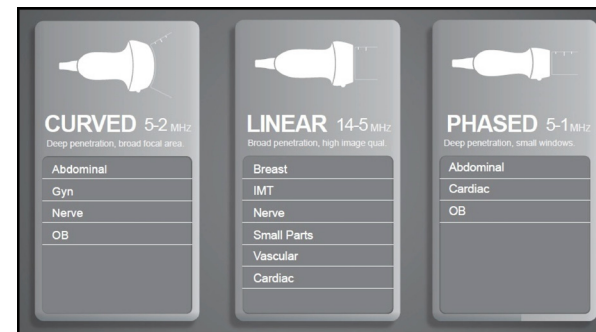 CURVED 5-2 MHz
Deep penetration, broad focal area.
Abdominal
Gyn
Nerve
OB
LINEAR 14-5 MHz
Broad penetration, high image qual.
Breast
IMT
Nerve
Small Parts
Vascular
Cardiac
PHASED 5-1 MHz
Deep penetration, small windows.
Abdominal
Cardiac
OB